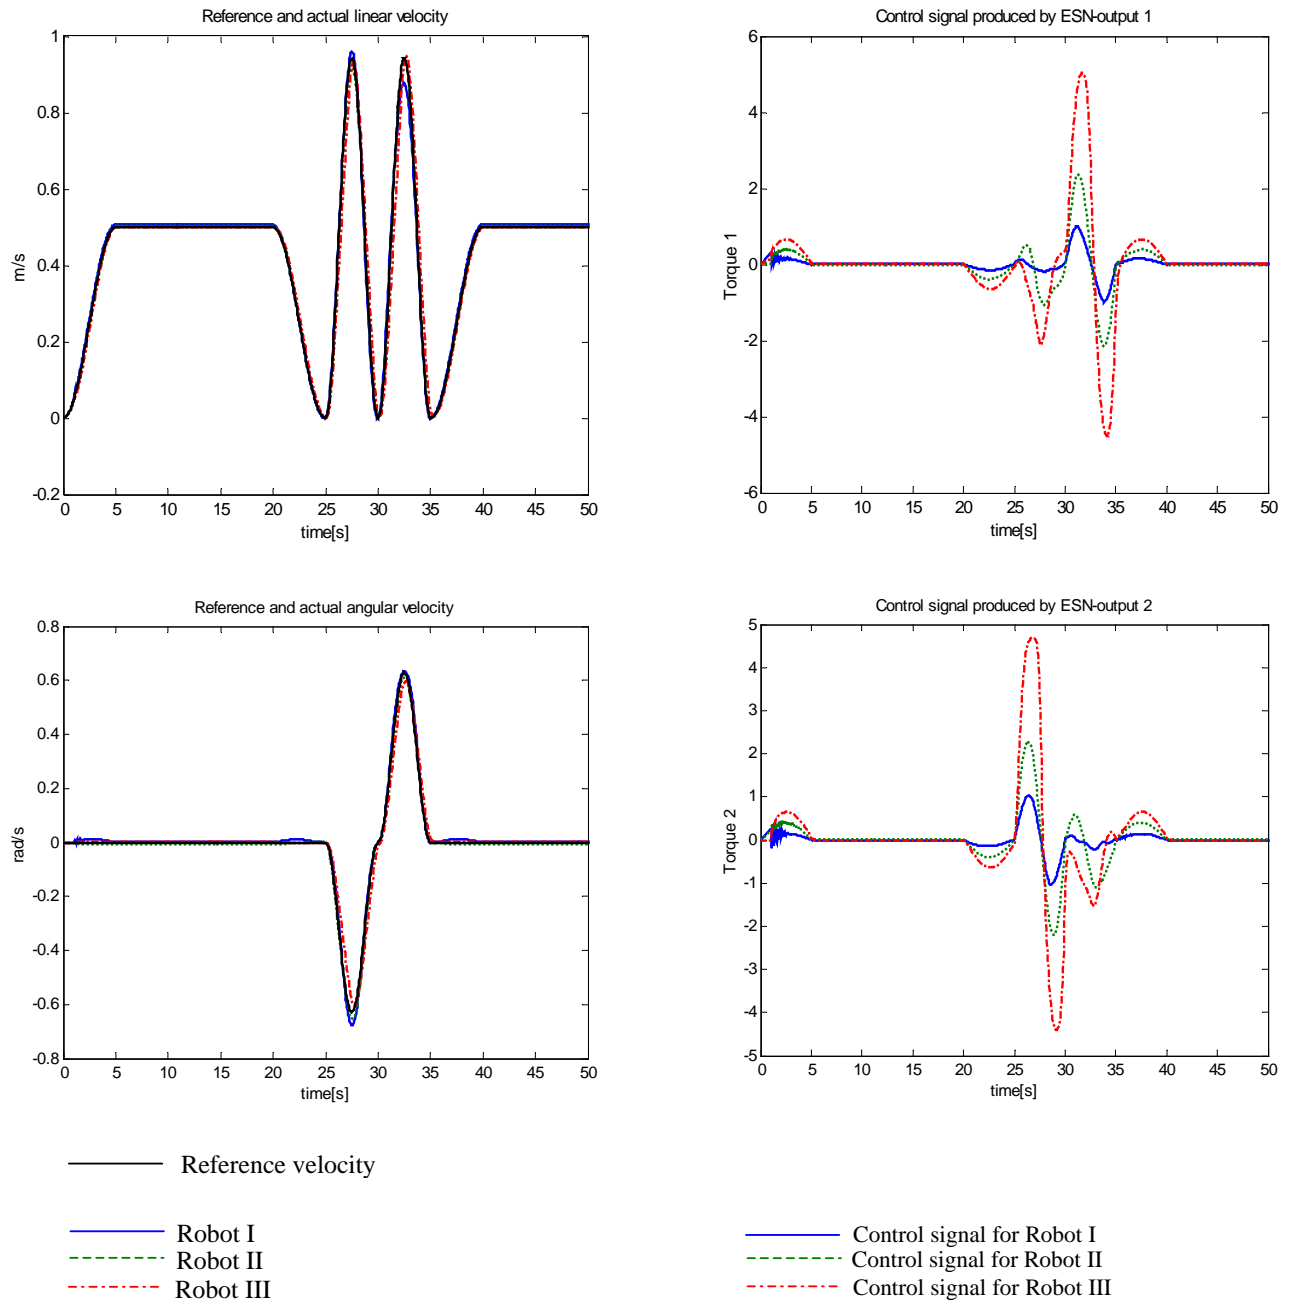 Reference and actual linear velocity
1
0.8
0.6
0.4
0.2
0
-0.2
m/s
0 5 10 15 20 25 30 35 40 45 50
time[s]
Control signal produced by ESN-output 1
6
4
2
0
-2
-4
-6
Torque 1
0 5 10 15 20 25 30 35 40 45 50
time[s]
Reference and actual angular velocity
0.8
0.6
0.4
0.2
0
-0.2
-0.4
-0.6
-0.8
rad/s
0 5 10 15 20 25 30 35 40 45 50
time[s]
Control signal produced by ESN-output 2
5
4
3
2
1
0
-1
-2
-3
-4
-5
Torque 2
0 5 10 15 20 25 30 35 40 45 50
time[s]
Reference velocity
Robot I
Robot II
Robot III
Control signal for Robot I
Control signal for Robot II
Control signal for Robot III